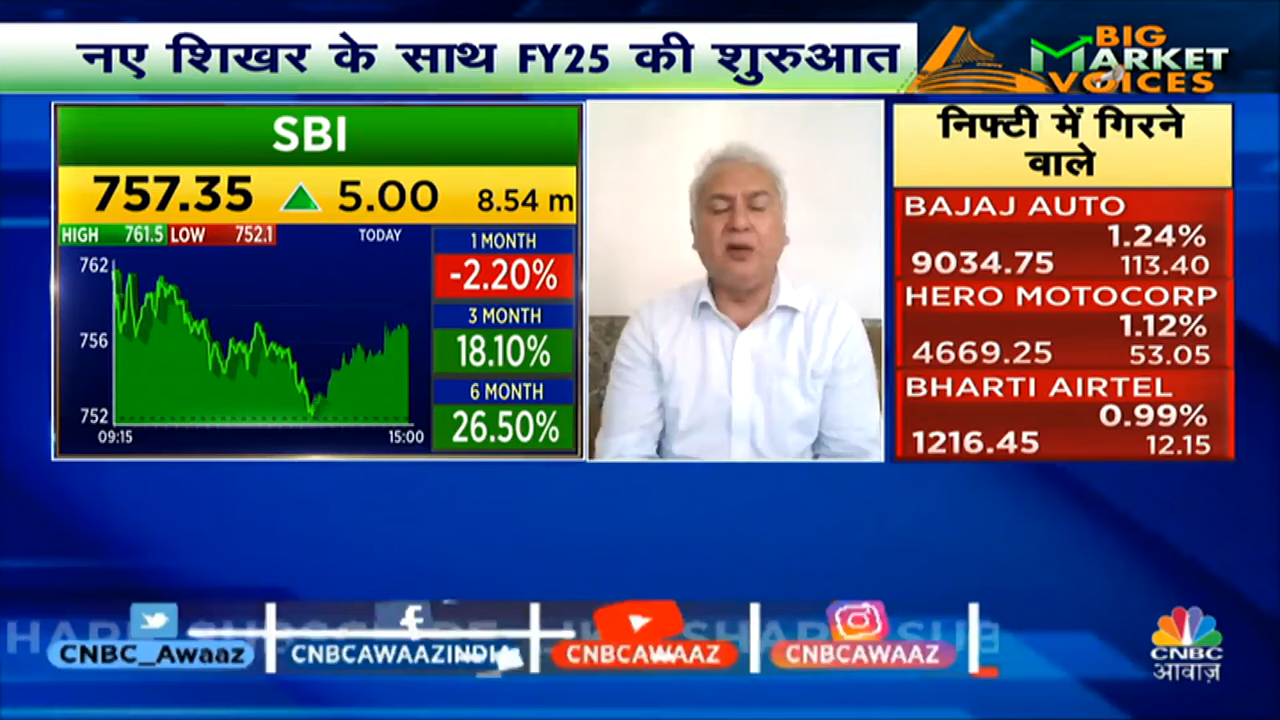 नए शिखर के साथ FY25 की शुरुआत
BIG
MARKET
VOICES
SBI
757.35 5.00 8.54 m
HIGH 761.5 LOW 752.1 TODAY
762
756
752
09:15 15:00
1 MONTH
-2.20%
3 MONTH
18.10%
6 MONTH
26.50%
निफ्टी में गिरने
वाले
BAJAJ AUTO
1.24%
9034.75 113.40
HERO MOTOCORP
1.12%
4669.25 53.05
BHARTI AIRTEL
0.99%
1216.45 12.15
CNBC_Awaaz CNBCAWAAZINDIA CNBCAWAAZ CNBCAWAAZ
CNBC
आवाज़